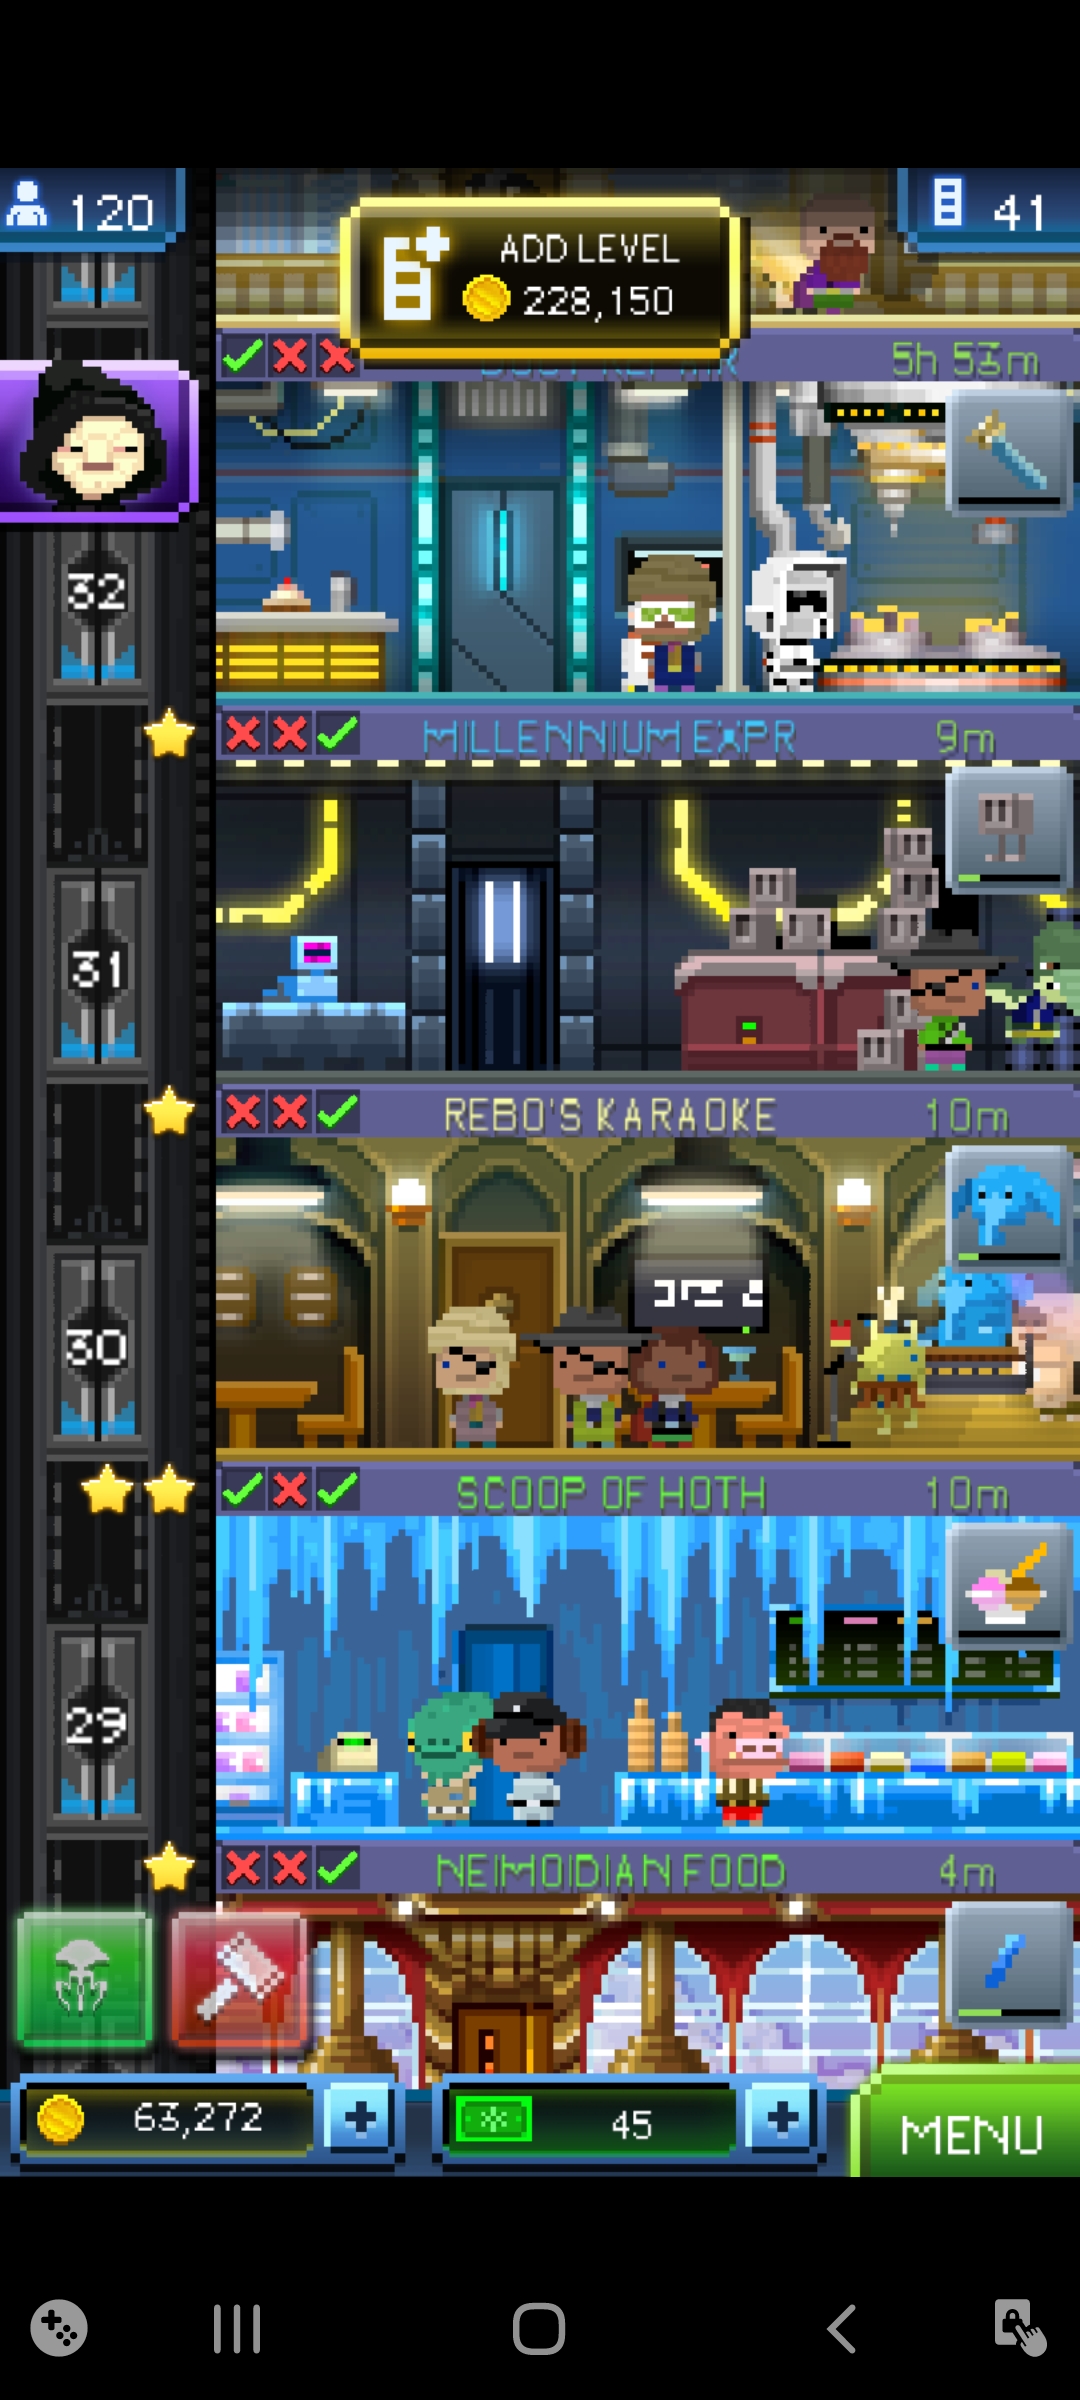 120
41
ADD LEVEL
228,150
5h 53m
32
MILLENNIUM EXPR
9m
31
REBO'S KARAOKE
10m
30
SCOOP OF HOTH
10m
29
NEIMOIDIAN FOOD
4m
63,272
45
MENU